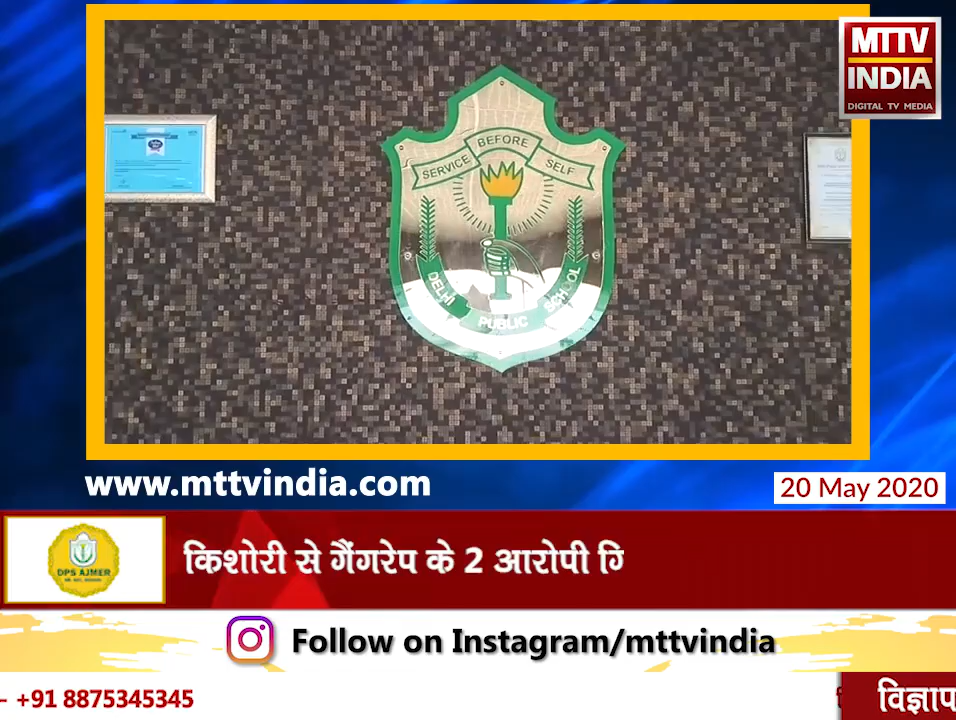 MTTV
INDIA
DIGITAL TV MEDIA
SERVICE BEFORE SELF
DELHI PUBLIC SCHOOL
www.mttvindia.com
20 May 2020
DPS AJMER
किशोरी से गैंगरेप के 2 आरोपी गि
Follow on Instagram/mttvindia
- +91 8875345345
विज्ञाप